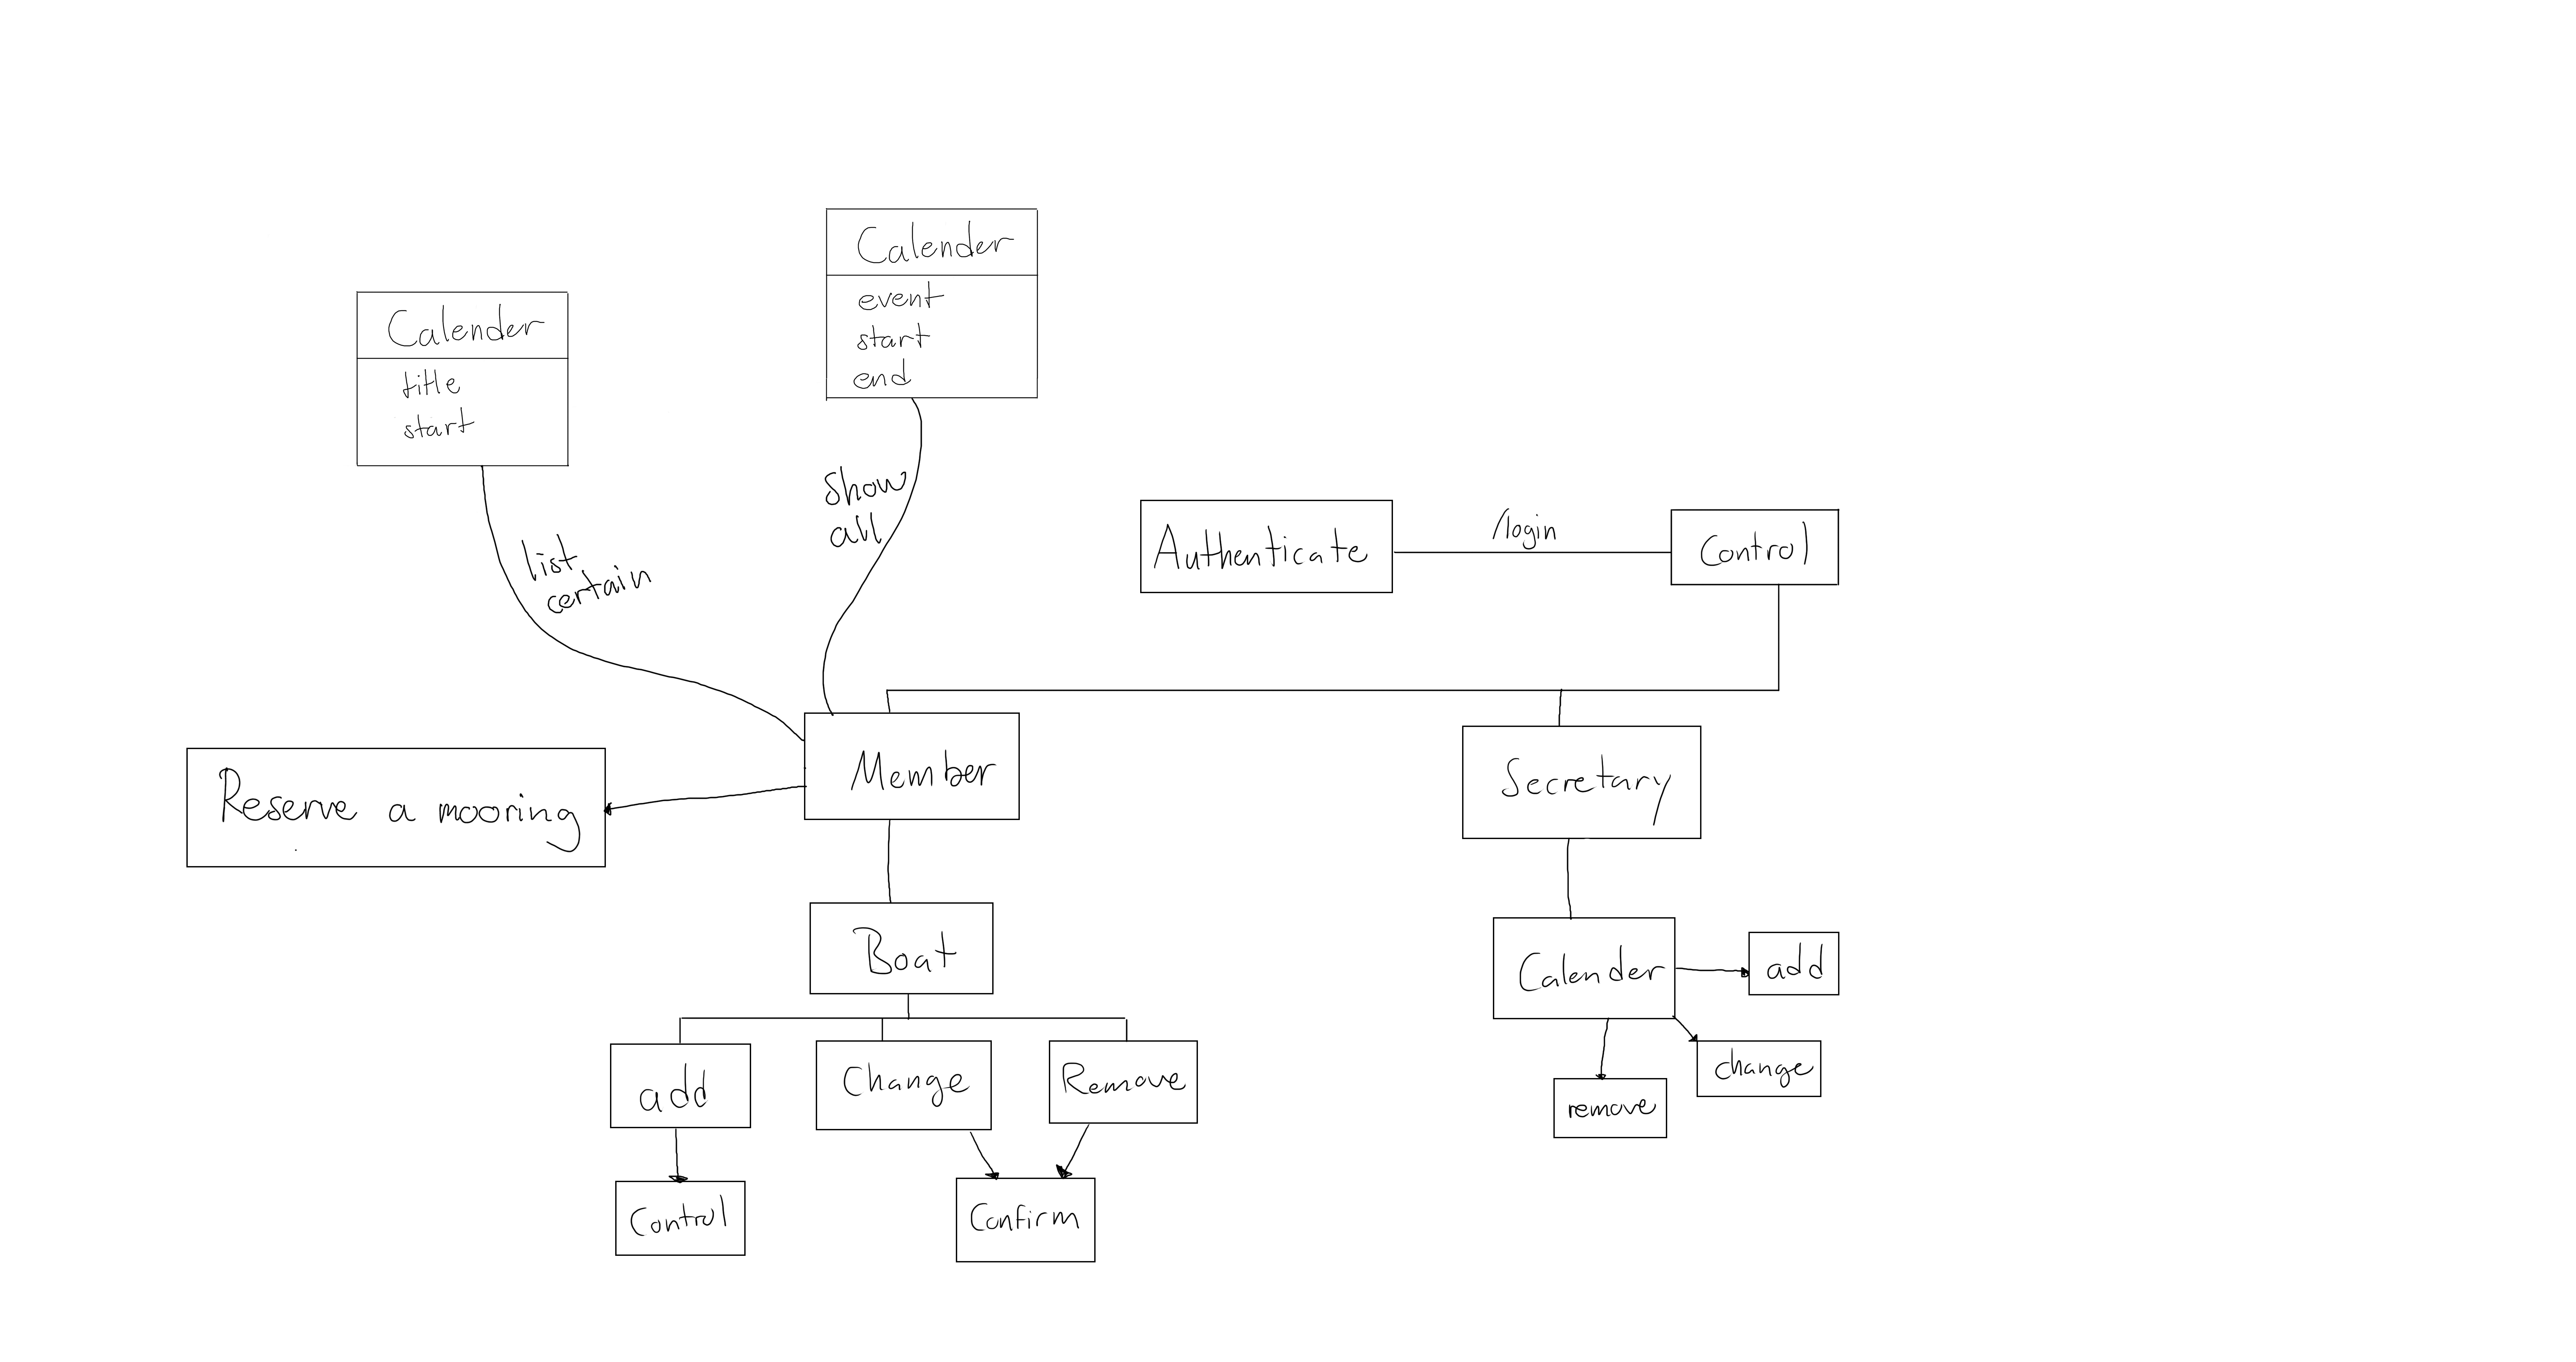 Calender
event
start
end
Calender
title
start
show
all
list
certain
Authenticate
/login
Control
Member
Secretary
Reserve a mooring
Boat
Calender
add
add
Change
Remove
change
remove
Control
Confirm